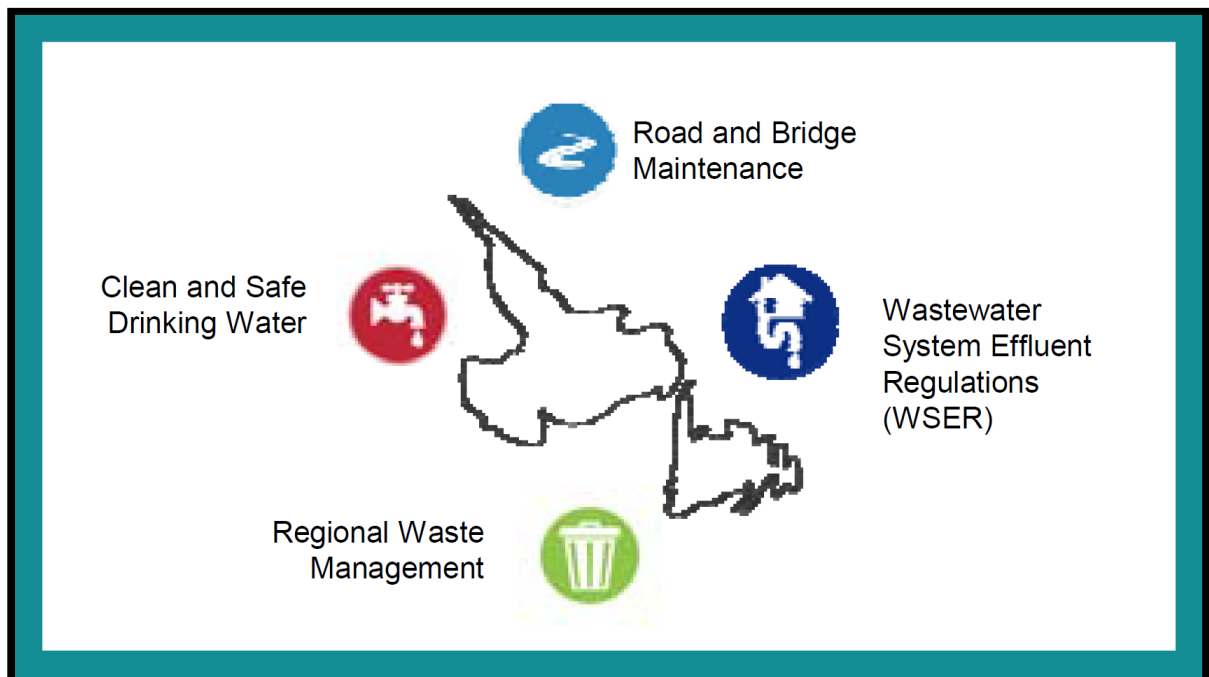 Road and Bridge
Maintenance
Clean and Safe
Drinking Water
Wastewater
System Effluent
Regulations
(WSER)
Regional Waste
Management